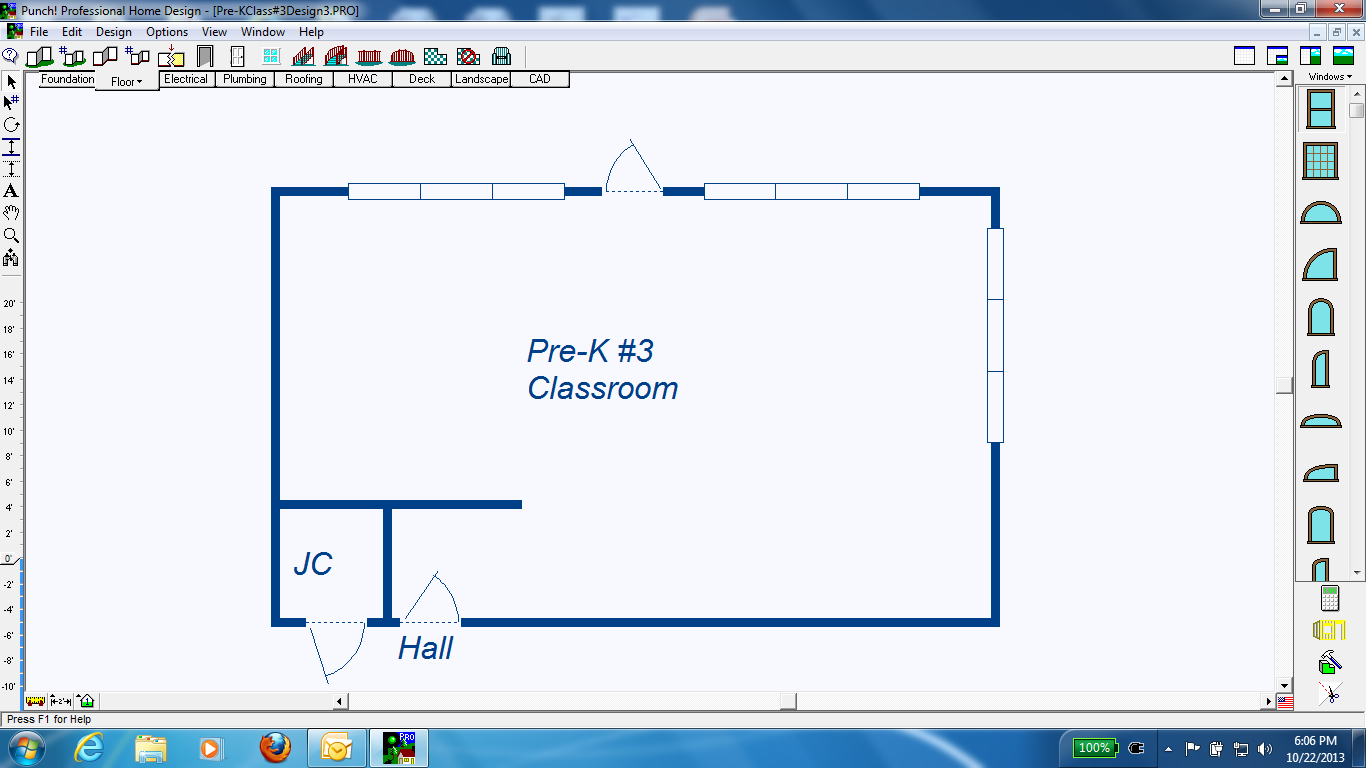 Punch! Professional Home Design - [Pre-KClass#3Design3.PRO]
File Edit Design Options View Window Help
Foundation Floor Electrical Plumbing Roofing HVAC Deck Landscape CAD
Windows
20'
18'
16'
14'
12'
10'
8'
6'
4'
2'
0'
-2'
-4'
-6'
-8'
-10'
Pre-K #3
Classroom
JC
Hall
Press F1 for Help
PRO
100%
6:06 PM
10/22/2013